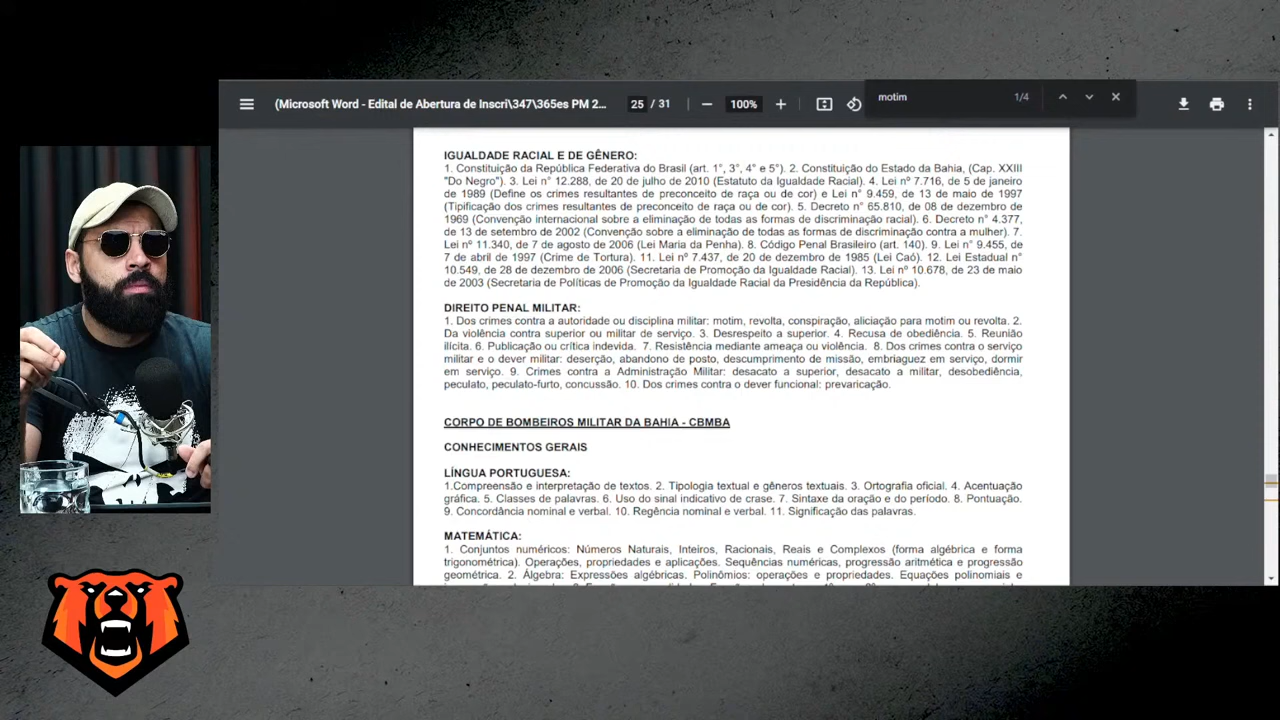 (Microsoft Word - Edital de Abertura de Inscri\347\365es PM 2...
25 / 31
100%
motim
1/4
IGUALDADE RACIAL E DE GÊNERO:
1. Constituição da República Federativa do Brasil (art. 1°, 3°, 4° e 5°). 2. Constituição do Estado da Bahia, (Cap. XXIII
"Do Negro"). 3. Lei n° 12.288, de 20 de julho de 2010 (Estatuto da Igualdade Racial). 4. Lei nº 7.716, de 5 de janeiro
de 1989 (Define os crimes resultantes de preconceito de raça ou de cor) e Lei n° 9.459, de 13 de maio de 1997
(Tipificação dos crimes resultantes de preconceito de raça ou de cor). 5. Decreto n° 65.810, de 08 de dezembro de
1969 (Convenção internacional sobre a eliminação de todas as formas de discriminação racial). 6. Decreto n° 4.377,
de 13 de setembro de 2002 (Convenção sobre a eliminação de todas as formas de discriminação contra a mulher). 7.
Lei nº 11.340, de 7 de agosto de 2006 (Lei Maria da Penha). 8. Código Penal Brasileiro (art. 140). 9. Lei n° 9.455, de
7 de abril de 1997 (Crime de Tortura). 11. Lei n° 7.437, de 20 de dezembro de 1985 (Lei Caó). 12. Lei Estadual n°
10.549, de 28 de dezembro de 2006 (Secretaria de Promoção da Igualdade Racial). 13. Lei nº 10.678, de 23 de maio
de 2003 (Secretaria de Políticas de Promoção da Igualdade Racial da Presidência da República).
DIREITO PENAL MILITAR:
1. Dos crimes contra a autoridade ou disciplina militar: motim, revolta, conspiração, aliciação para motim ou revolta. 2.
Da violência contra superior ou militar de serviço. 3. Desrespeito a superior. 4. Recusa de obediência. 5. Reunião
ilícita. 6. Publicação ou crítica indevida. 7. Resistência mediante ameaça ou violência. 8. Dos crimes contra o serviço
militar e o dever militar: deserção, abandono de posto, descumprimento de missão, embriaguez em serviço, dormir
em serviço. 9. Crimes contra a Administração Militar: desacato a superior, desacato a militar, desobediência,
peculato, peculato-furto, concussão. 10. Dos crimes contra o dever funcional: prevaricação.
CORPO DE BOMBEIROS MILITAR DA BAHIA - CBMBA
CONHECIMENTOS GERAIS
LÍNGUA PORTUGUESA:
1.Compreensão e interpretação de textos. 2. Tipologia textual e gêneros textuais. 3. Ortografia oficial. 4. Acentuação
gráfica. 5. Classes de palavras. 6. Uso do sinal indicativo de crase. 7. Sintaxe da oração e do período. 8. Pontuação.
9. Concordância nominal e verbal. 10. Regência nominal e verbal. 11. Significação das palavras.
MATEMÁTICA:
1. Conjuntos numéricos: Números Naturais, Inteiros, Racionais, Reais e Complexos (forma algébrica e forma
trigonométrica). Operações, propriedades e aplicações. Sequências numéricas, progressão aritmética e progressão
geométrica. 2. Álgebra: Expressões algébricas. Polinômios: operações e propriedades. Equações polinomiais e